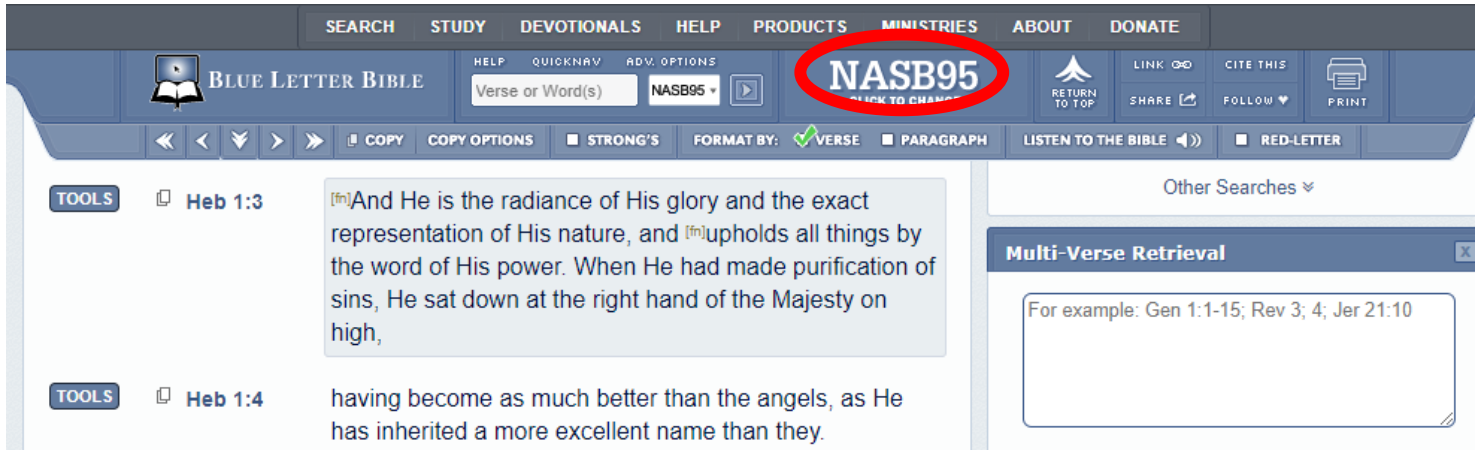 SEARCH STUDY DEVOTIONALS HELP PRODUCTS MINISTRIES ABOUT DONATE
BLUE LETTER BIBLE
HELP QUICKNAV ADV. OPTIONS
Verse or Word(s) NASB95
NASB95
CLICK TO CHANGE
RETURN
TO TOP
LINK
SHARE
CITE THIS
FOLLOW
PRINT
COPY COPY OPTIONS STRONG'S FORMAT BY: VERSE PARAGRAPH LISTEN TO THE BIBLE RED-LETTER
TOOLS Heb 1:3
[fn]And He is the radiance of His glory and the exact
representation of His nature, and [fn]upholds all things by
the word of His power. When He had made purification of
sins, He sat down at the right hand of the Majesty on
high,
TOOLS Heb 1:4
having become as much better than the angels, as He
has inherited a more excellent name than they.
Other Searches
Multi-Verse Retrieval X
For example: Gen 1:1-15; Rev 3; 4; Jer 21:10